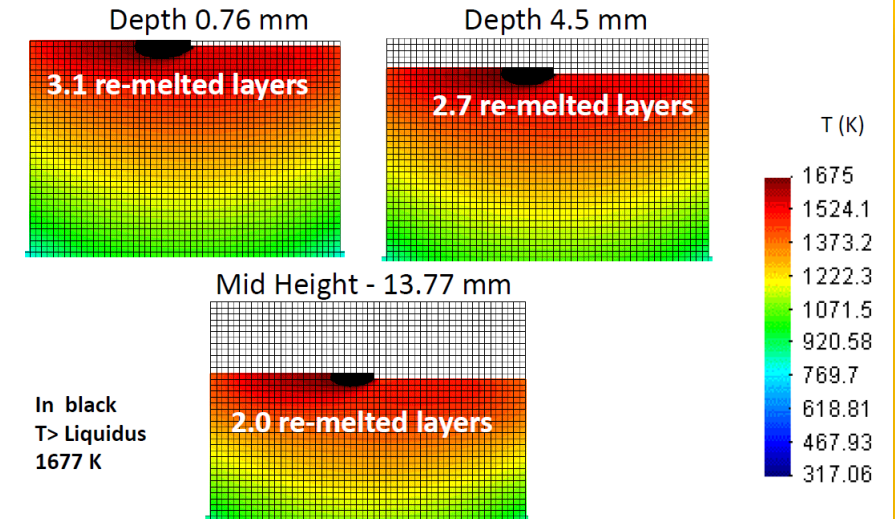 Depth 0.76 mm
Depth 4.5 mm
3.1 re-melted layers
2.7 re-melted layers
T (K)
1675
1524.1
1373.2
1222.3
1071.5
920.58
769.7
618.81
467.93
317.06
Mid Height - 13.77 mm
2.0 re-melted layers
In black
T> Liquidus
1677 K